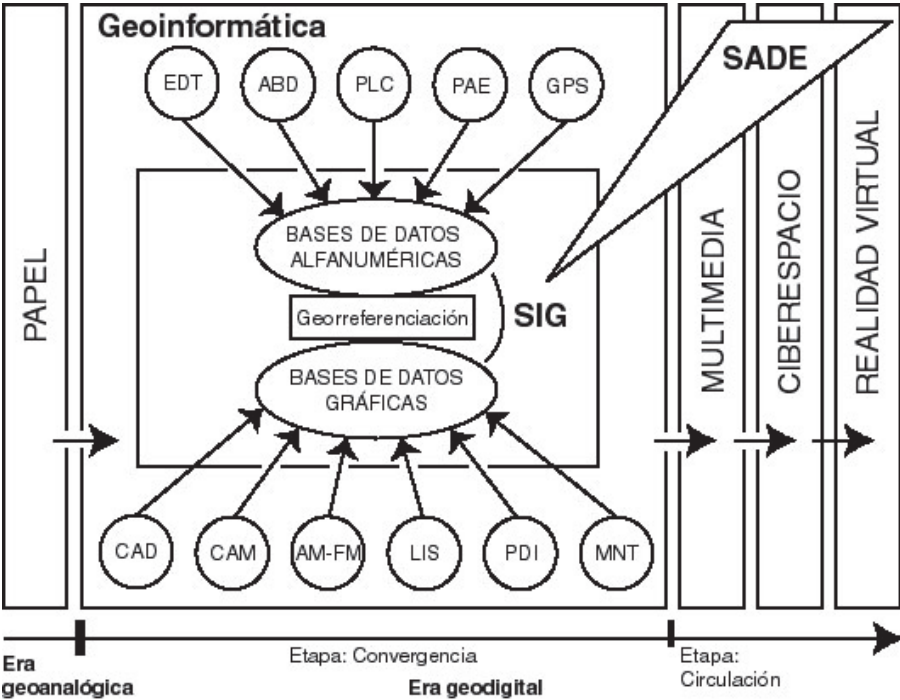 Geoinformática
SADE
EDT
ABD
PLC
PAE
GPS
PAPEL
BASES DE DATOS
ALFANUMÉRICAS
Georreferenciación
SIG
BASES DE DATOS
GRÁFICAS
MULTIMEDIA
CIBERESPACIO
REALIDAD VIRTUAL
CAD
CAM
AM-FM
LIS
PDI
MNT
Era
geoanalógica
Etapa: Convergencia
Era geodigital
Etapa:
Circulación